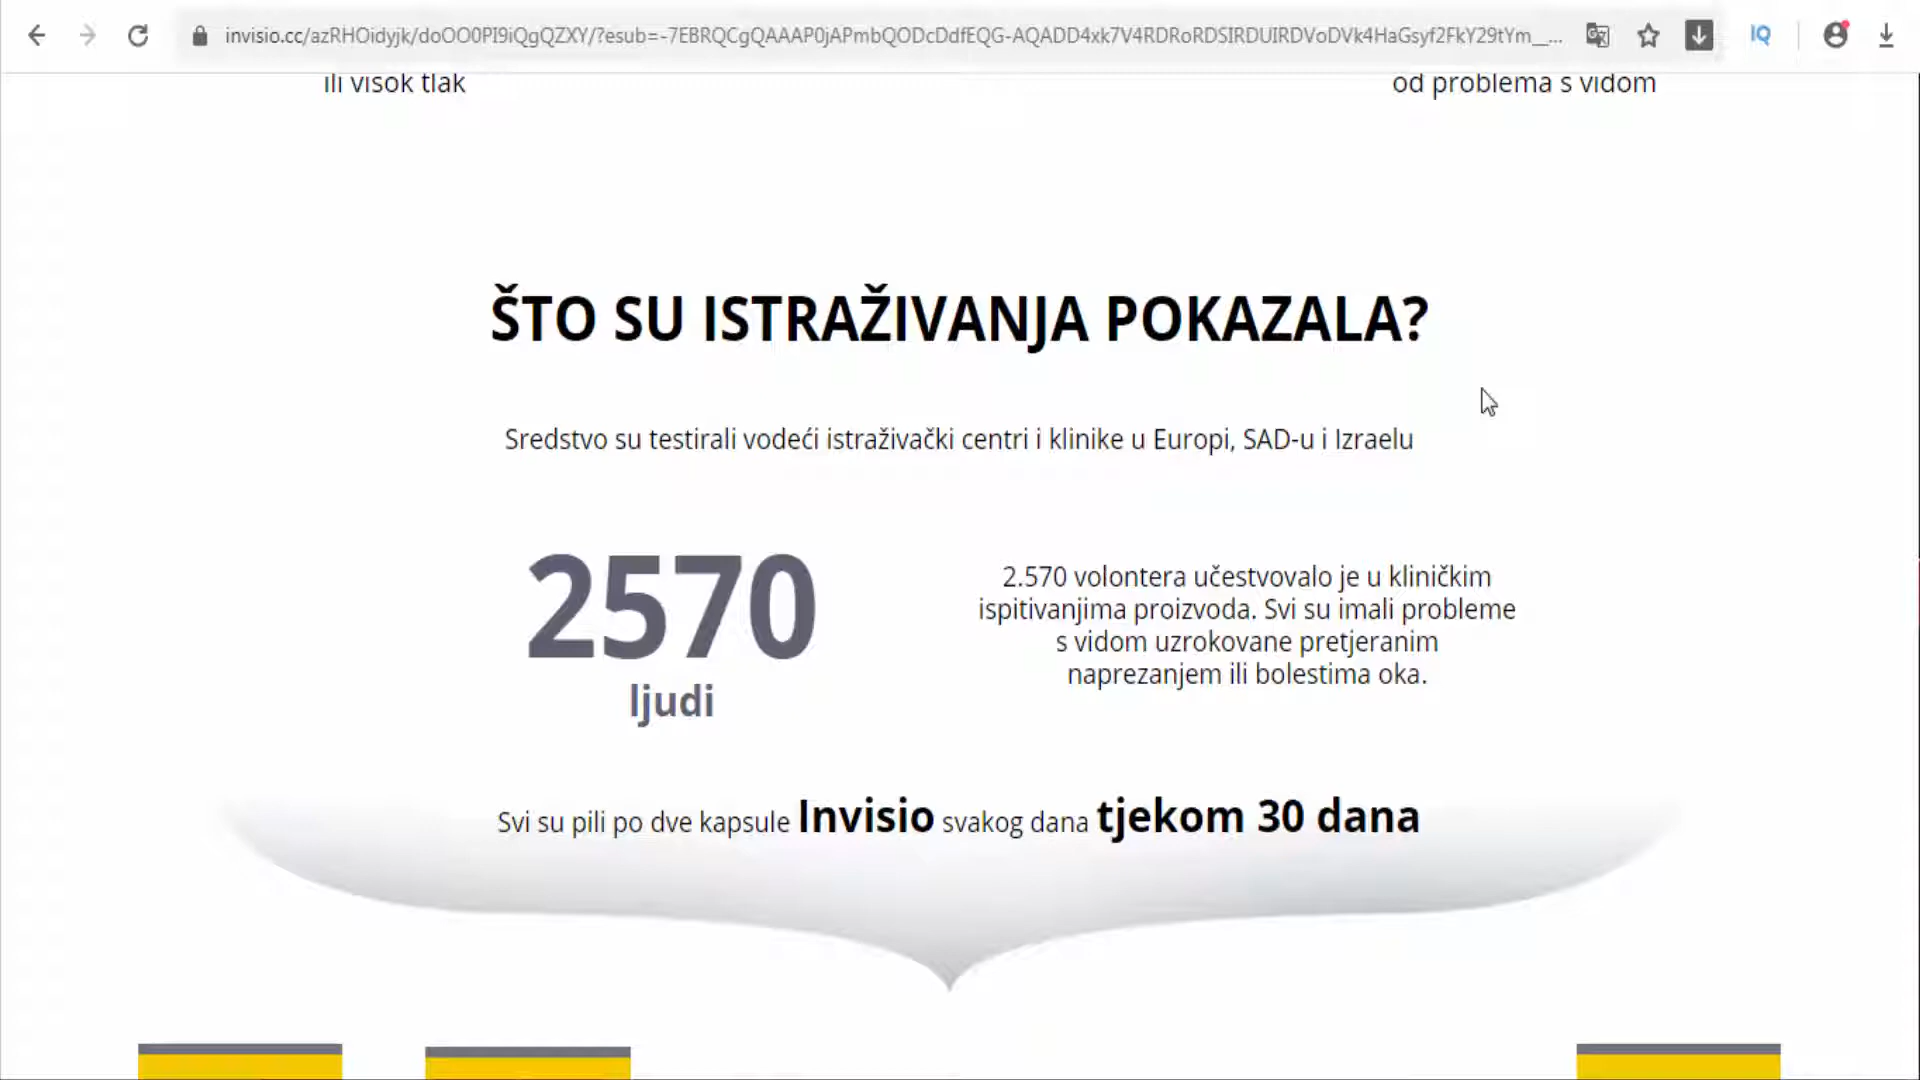 invisio.cc/azRHOidyjk/doOO0PI9iQgQZXY/?esub=-7EBRQCgQAAAP0jAPmbQODcDdfEQG-AQADD4xk7V4RDRoRDSIRDUIRDVoDVk4HaGsyf2FkY29tYm__...
IQ
ili visok tlak
od problema s vidom
ŠTO SU ISTRAŽIVANJA POKAZALA?
Sredstvo su testirali vodeći istraživački centri i klinike u Europi, SAD-u i Izraelu
2570
ljudi
2.570 volontera učestvovalo je u kliničkim
ispitivanjima proizvoda. Svi su imali probleme
s vidom uzrokovane pretjeranim
naprezanjem ili bolestima oka.
Svi su pili po dve kapsule Invisio svakog dana tjekom 30 dana